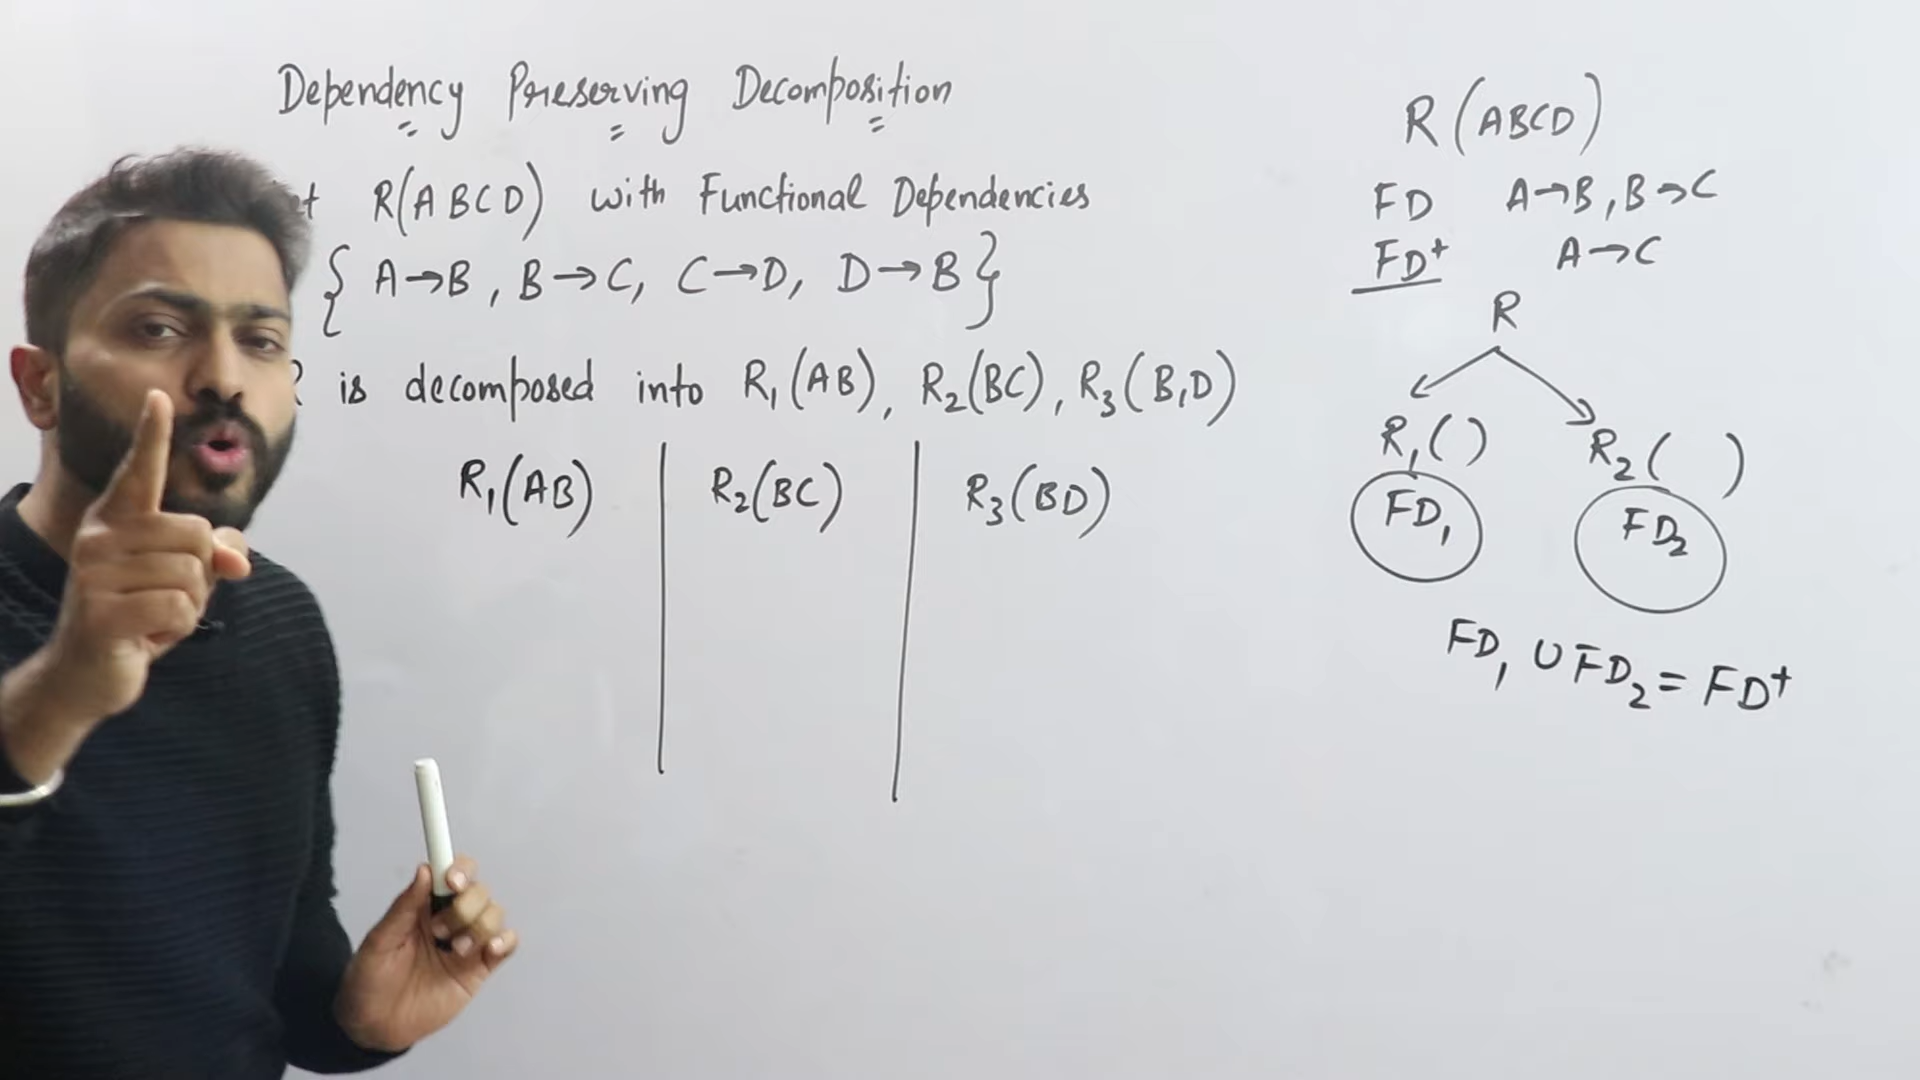 Dependency Preserving Decomposition
R(ABCD) with Functional Dependencies
{ A→B, B→C, C→D, D→B }
is decomposed into R₁(AB), R₂(BC), R₃(B,D)
R₁(AB) R₂(BC) R₃(BD)
R(ABCD)
FD A→B, B→C
FD⁺ A→C
R
R₁( ) R₂( )
FD₁ FD₂
FD₁ ∪ FD₂ = FD⁺